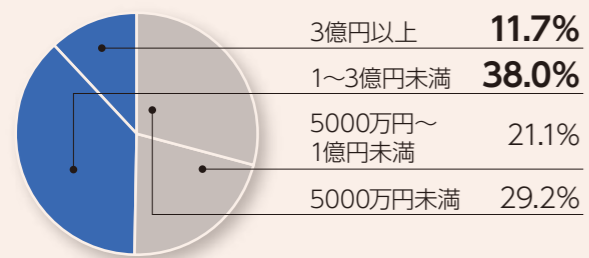 3億円以上 11.7%
1〜3億円未満 38.0%
5000万円〜
1億円未満 21.1%
5000万円未満 29.2%